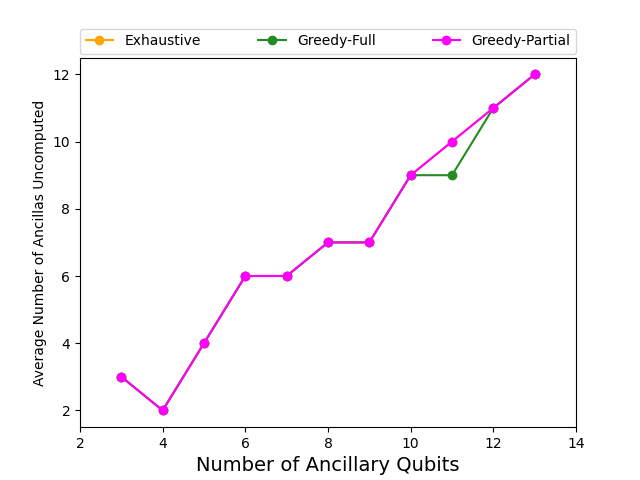 Exhaustive Greedy-Full Greedy-Partial
12
10
8
6
4
2
Average Number of Ancillas Uncomputed
2 4 6 8 10 12 14
Number of Ancillary Qubits